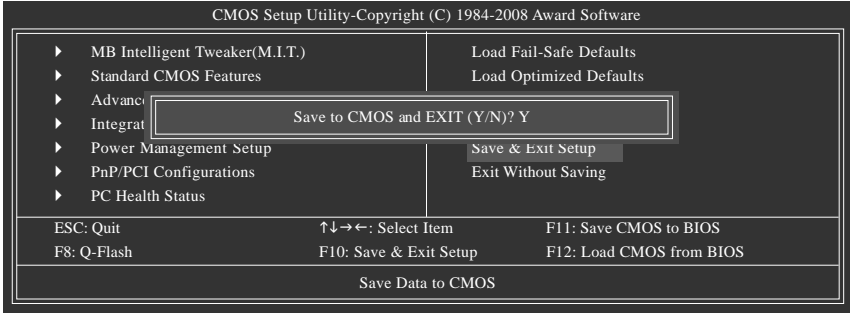 CMOS Setup Utility-Copyright (C) 1984-2008 Award Software
MB Intelligent Tweaker(M.I.T.)
Load Fail-Safe Defaults
Standard CMOS Features
Load Optimized Defaults
Save to CMOS and EXIT (Y/N)? Y
Power Management Setup
Save & Exit Setup
PnP/PCI Configurations
Exit Without Saving
PC Health Status
ESC: Quit
↑↓→←: Select Item
F11: Save CMOS to BIOS
F8: Q-Flash
F10: Save & Exit Setup
F12: Load CMOS from BIOS
Save Data to CMOS